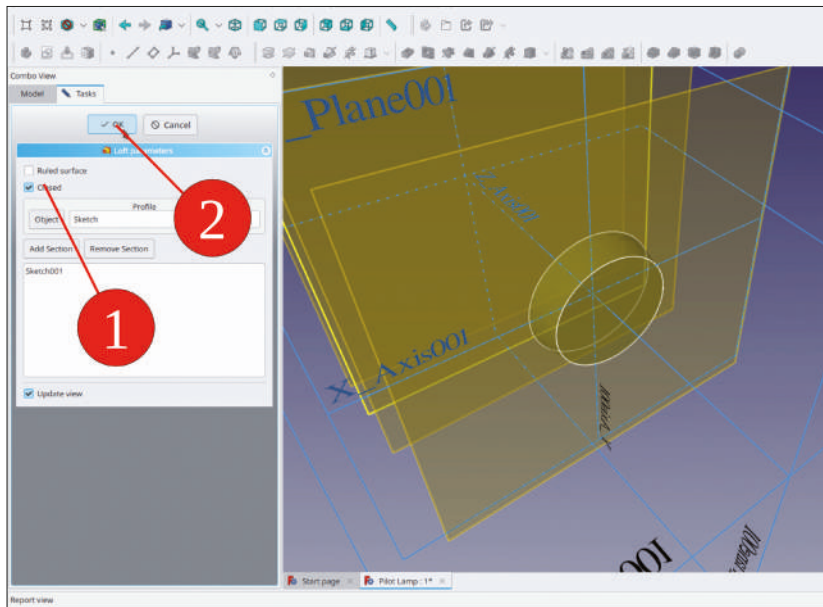 Combo View
Model
Tasks
OK
Cancel
Loft parameters
Ruled surface
Closed
Profile
Object
Sketch
2
Add Section
Remove Section
Sketch001
1
Update view
_Plane001
Z_Axis001
X_Axis001
Start page
Pilot Lamp : 1*
Report view